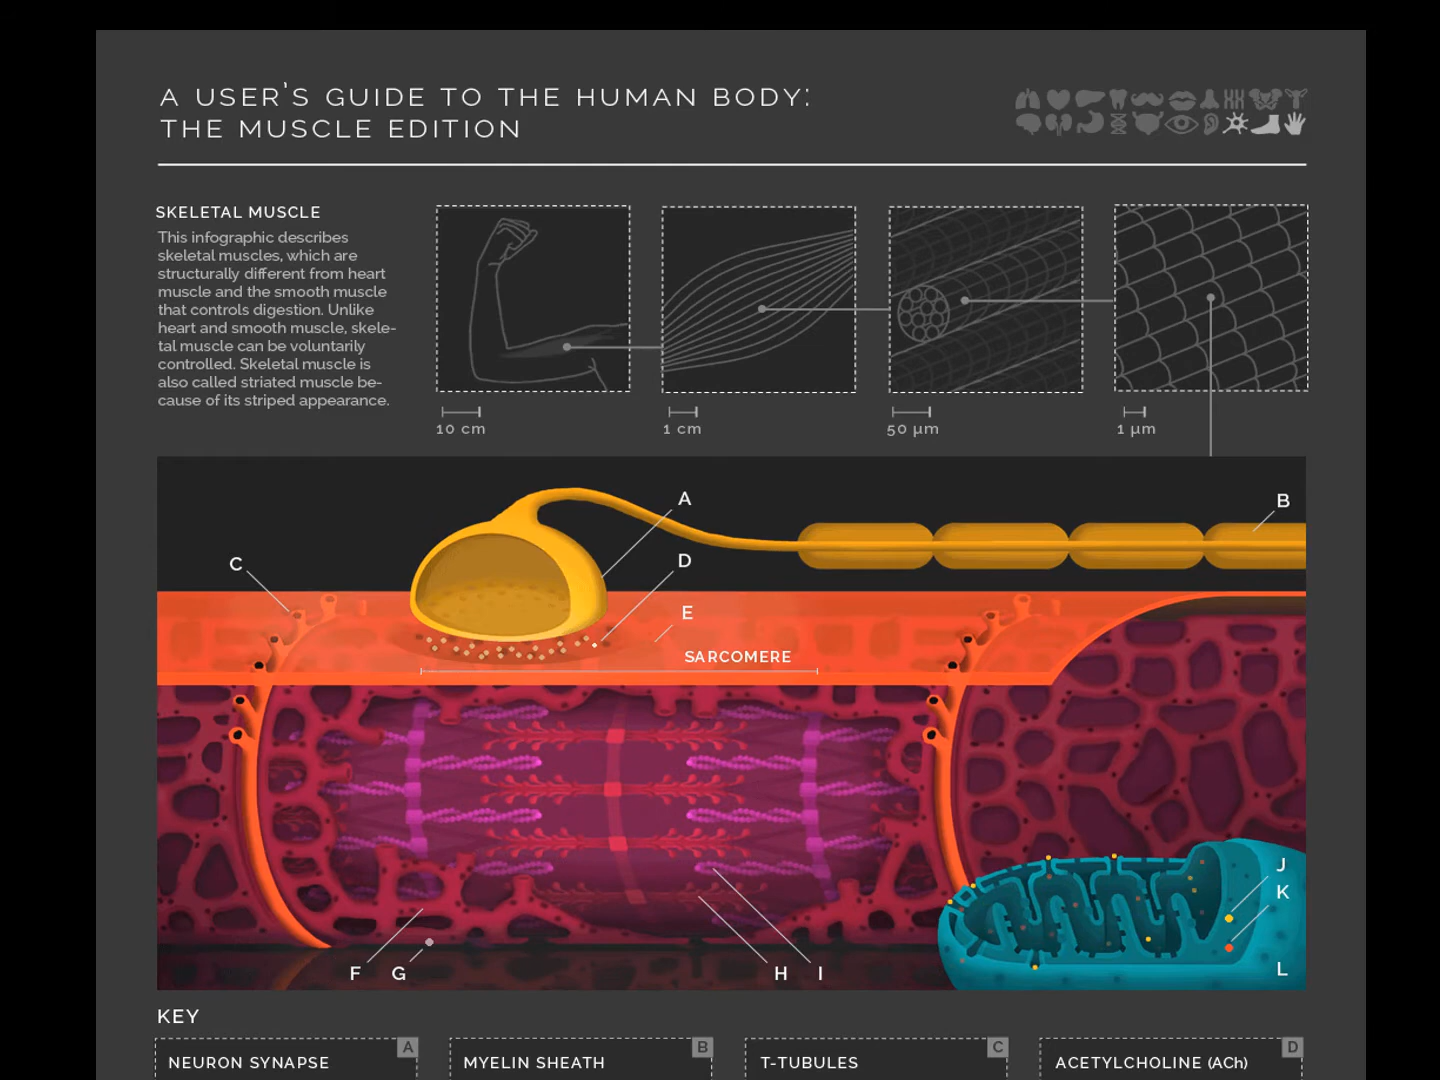 A USER'S GUIDE TO THE HUMAN BODY:
THE MUSCLE EDITION
SKELETAL MUSCLE
This infographic describes
skeletal muscles, which are
structurally different from heart
muscle and the smooth muscle
that controls digestion. Unlike
heart and smooth muscle, skele-
tal muscle can be voluntarily
controlled. Skeletal muscle is
also called striated muscle be-
cause of its striped appearance.
10 cm
1 cm
50 µm
1 µm
A
B
C
D
E
SARCOMERE
J
K
F
G
H
I
L
KEY
A
NEURON SYNAPSE
B
MYELIN SHEATH
C
T-TUBULES
D
ACETYLCHOLINE (ACh)